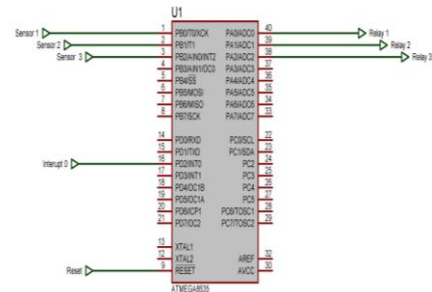 U1
Sensor 1
Sensor 2
Sensor 3
Interupt 0
Reset
1 PB0/T0/XCK
2 PB1/T1
3 PB2/AIN0/INT2
4 PB3/AIN1/OC0
5 PB4/SS
6 PB5/MOSI
7 PB6/MISO
8 PB7/SCK
14 PD0/RXD
15 PD1/TXD
16 PD2/INT0
17 PD3/INT1
18 PD4/OC1B
19 PD5/OC1A
20 PD6/ICP1
21 PD7/OC2
13 XTAL1
12 XTAL2
9 RESET
PA0/ADC0 40
PA1/ADC1 39
PA2/ADC2 38
PA3/ADC3 37
PA4/ADC4 36
PA5/ADC5 35
PA6/ADC6 34
PA7/ADC7 33
PC0/SCL 22
PC1/SDA 23
PC2 24
PC3 25
PC4 26
PC5 27
PC6/TOSC1 28
PC7/TOSC2 29
AREF 32
AVCC 30
Relay 1
Relay 2
Relay 3
ATMEGA8535